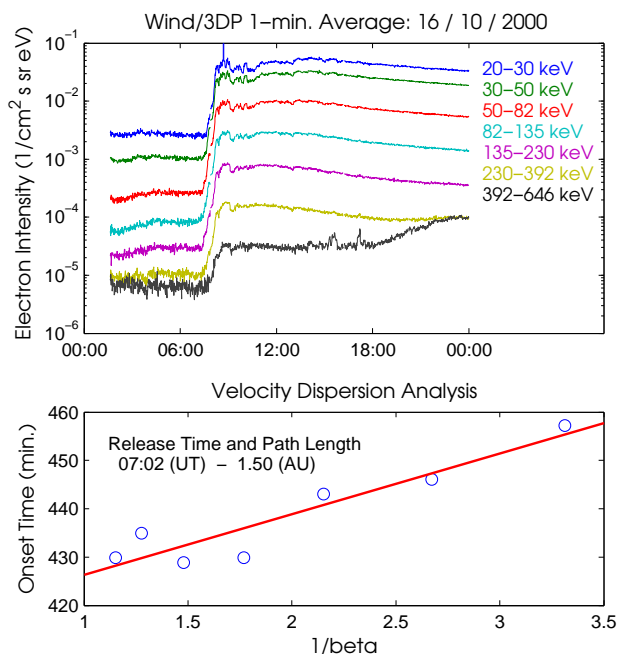 Wind/3DP 1–min. Average: 16 / 10 / 2000
Electron Intensity (1/cm² s sr eV)
10⁻¹
10⁻²
10⁻³
10⁻⁴
10⁻⁵
10⁻⁶
20–30 keV
30–50 keV
50–82 keV
82–135 keV
135–230 keV
230–392 keV
392–646 keV
00:00 06:00 12:00 18:00 00:00
Velocity Dispersion Analysis
Onset Time (min.)
460
450
440
430
420
Release Time and Path Length
07:02 (UT) – 1.50 (AU)
1 1.5 2 2.5 3 3.5
1/beta